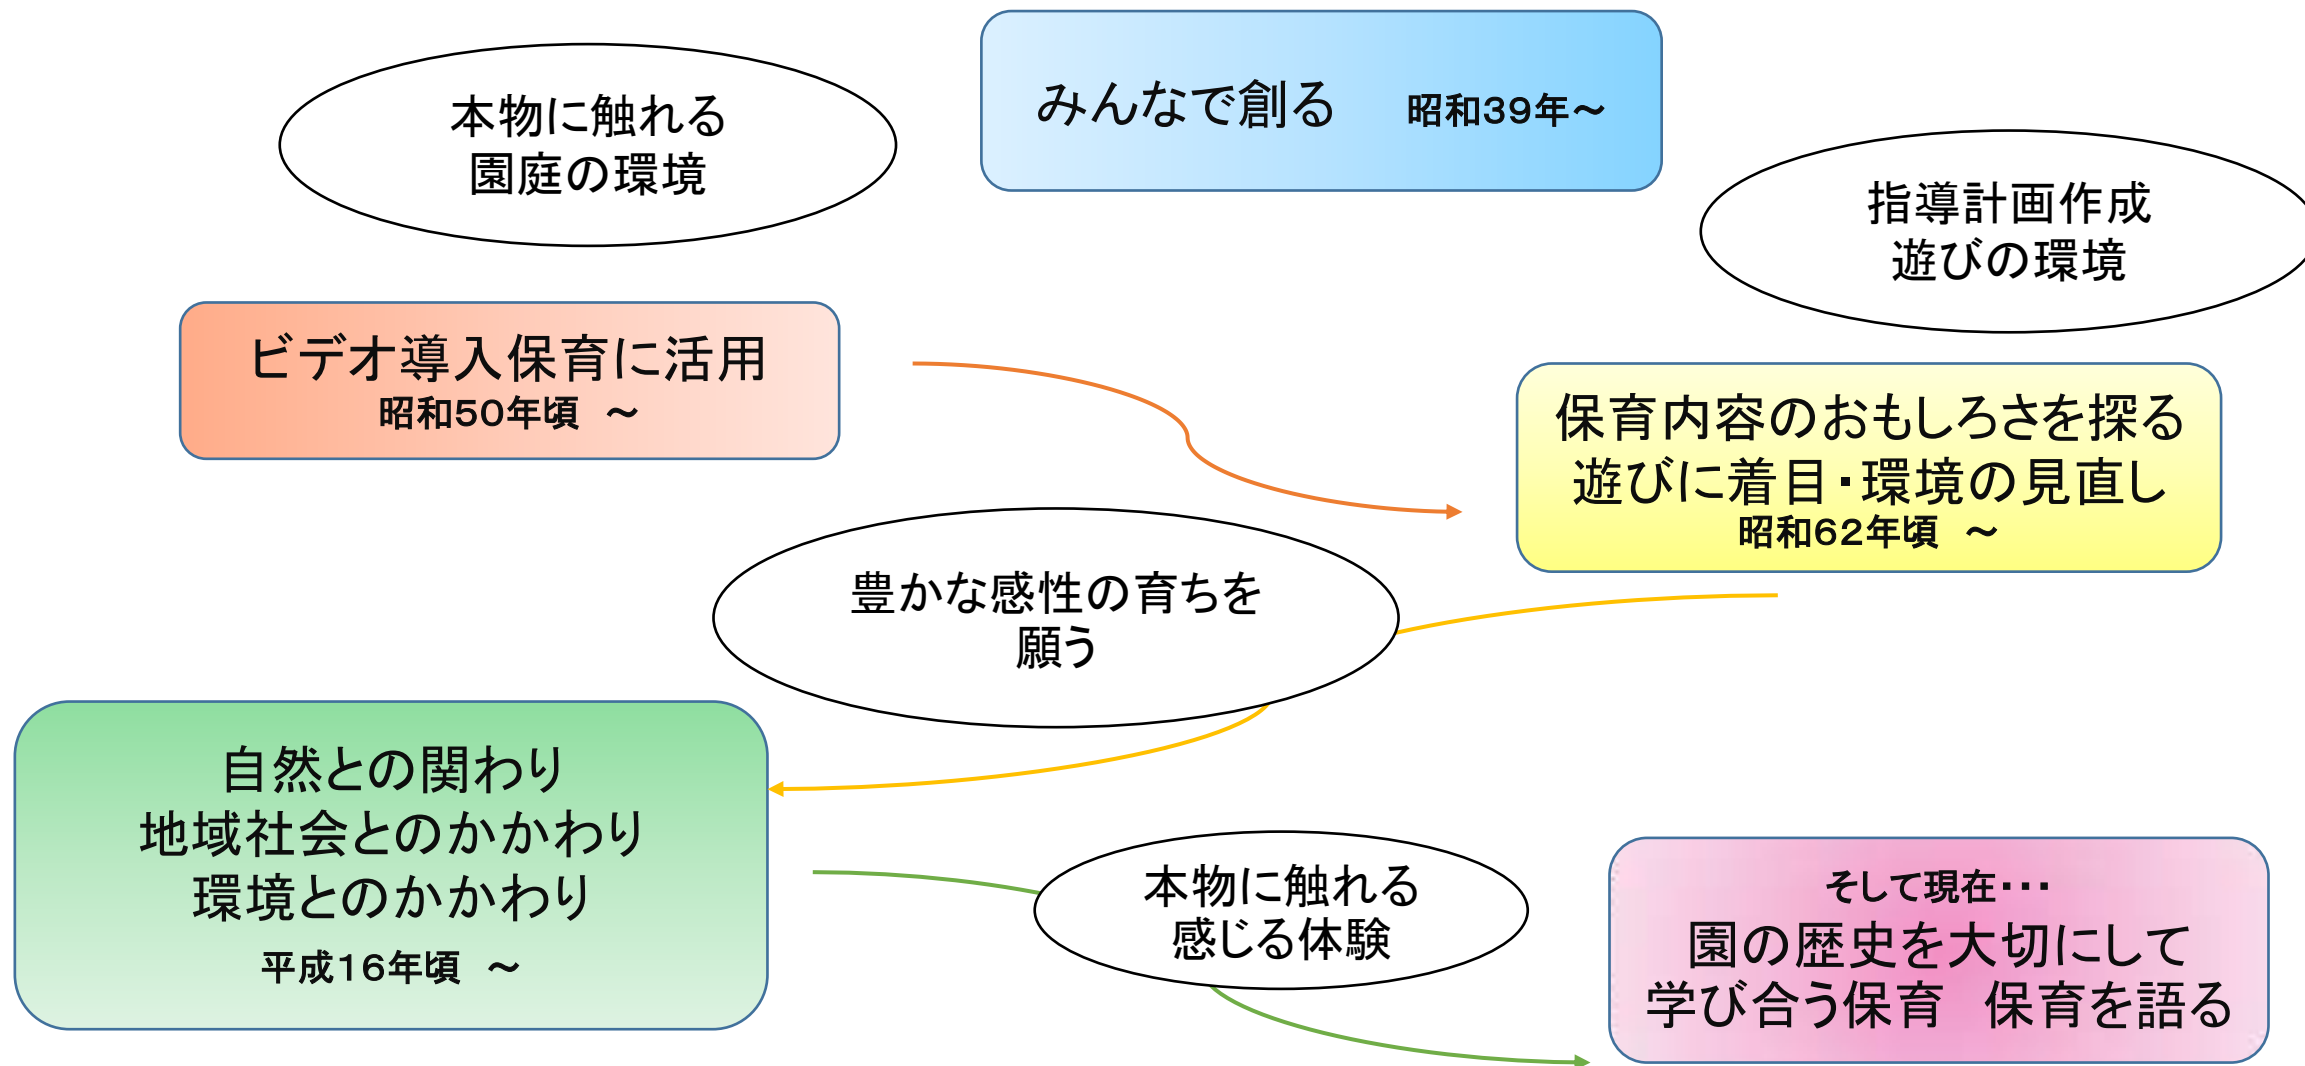 みんなで創る　昭和39年～
本物に触れる
園庭の環境
指導計画作成
遊びの環境
ビデオ導入保育に活用
昭和50年頃　～
保育内容のおもしろさを探る
遊びに着目・環境の見直し
昭和62年頃　～
豊かな感性の育ちを
願う
自然との関わり
地域社会とのかかわり
環境とのかかわり
平成16年頃　～
本物に触れる
感じる体験
そして現在・・・
園の歴史を大切にして
学び合う保育　保育を語る